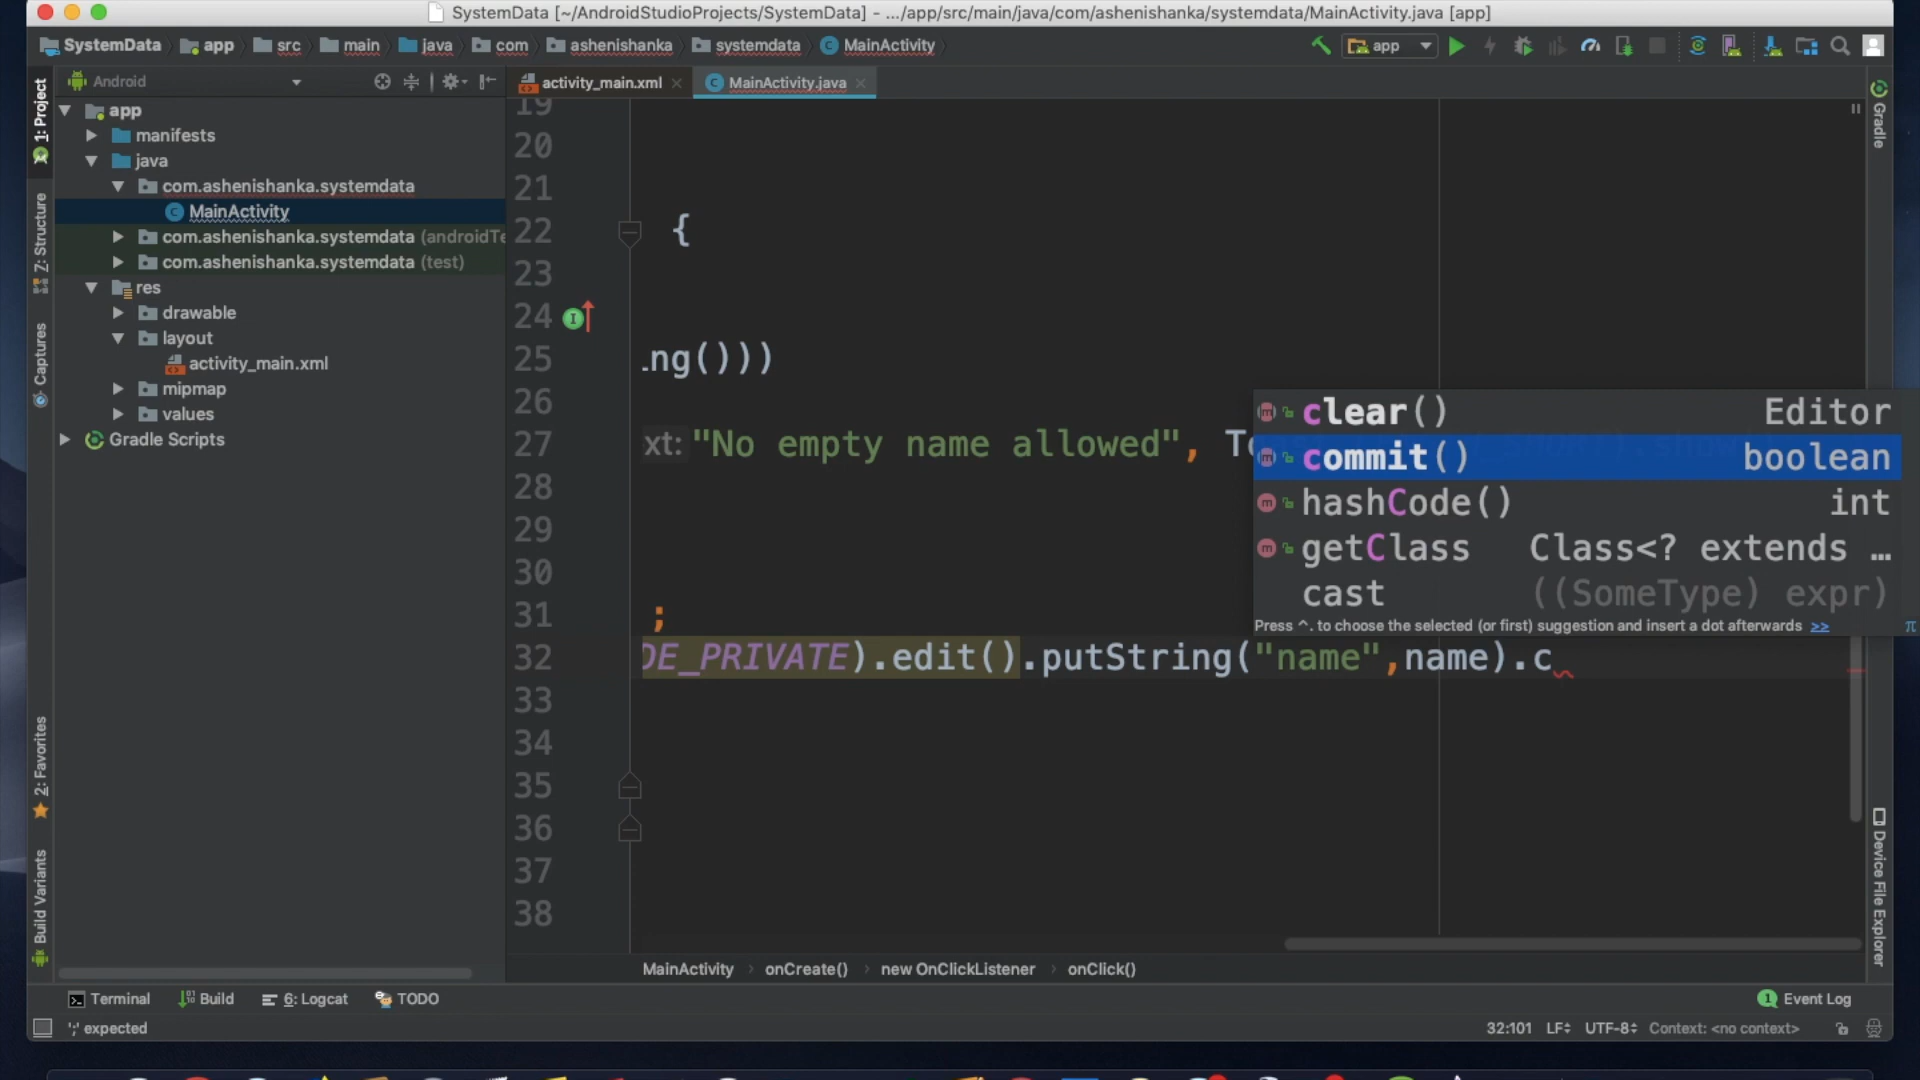 SystemData [~/AndroidStudioProjects/SystemData] - .../app/src/main/java/com/ashenishanka/systemdata/MainActivity.java [app]
SystemData app src main java com ashenishanka systemdata MainActivity app
Android activity_main.xml MainActivity.java
1: Project
Z: Structure
Captures
2: Favorites
Build Variants
app
manifests
java
com.ashenishanka.systemdata
MainActivity
com.ashenishanka.systemdata (androidTe
com.ashenishanka.systemdata (test)
res
drawable
layout
activity_main.xml
mipmap
values
Gradle Scripts
19
20
21
22 {
23
24
25 .ng()))
26
27 xt: "No empty name allowed",
28
29
30
31 ;
32 DE_PRIVATE).edit().putString("name",name).c
33
34
35
36
37
38
clear() Editor
commit() boolean
hashCode() int
getClass Class<? extends ...
cast ((SomeType) expr)
Press ^. to choose the selected (or first) suggestion and insert a dot afterwards >> π
Gradle
Device File Explorer
MainActivity onCreate() new OnClickListener onClick()
Terminal Build 6: Logcat TODO 1 Event Log
';' expected 32:101 LF UTF-8 Context: <no context>